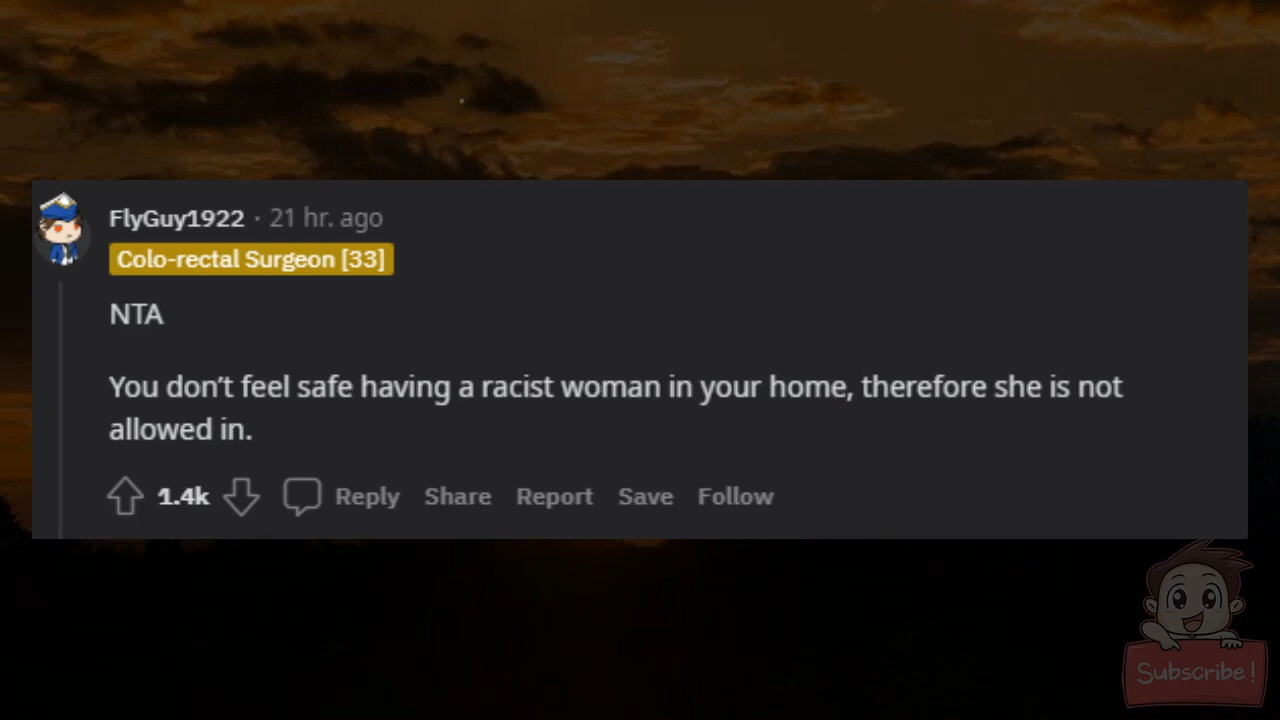 FlyGuy1922 · 21 hr. ago
Colo-rectal Surgeon [33]
NTA
You don’t feel safe having a racist woman in your home, therefore she is not
allowed in.
1.4k Reply Share Report Save Follow
Subscribe!